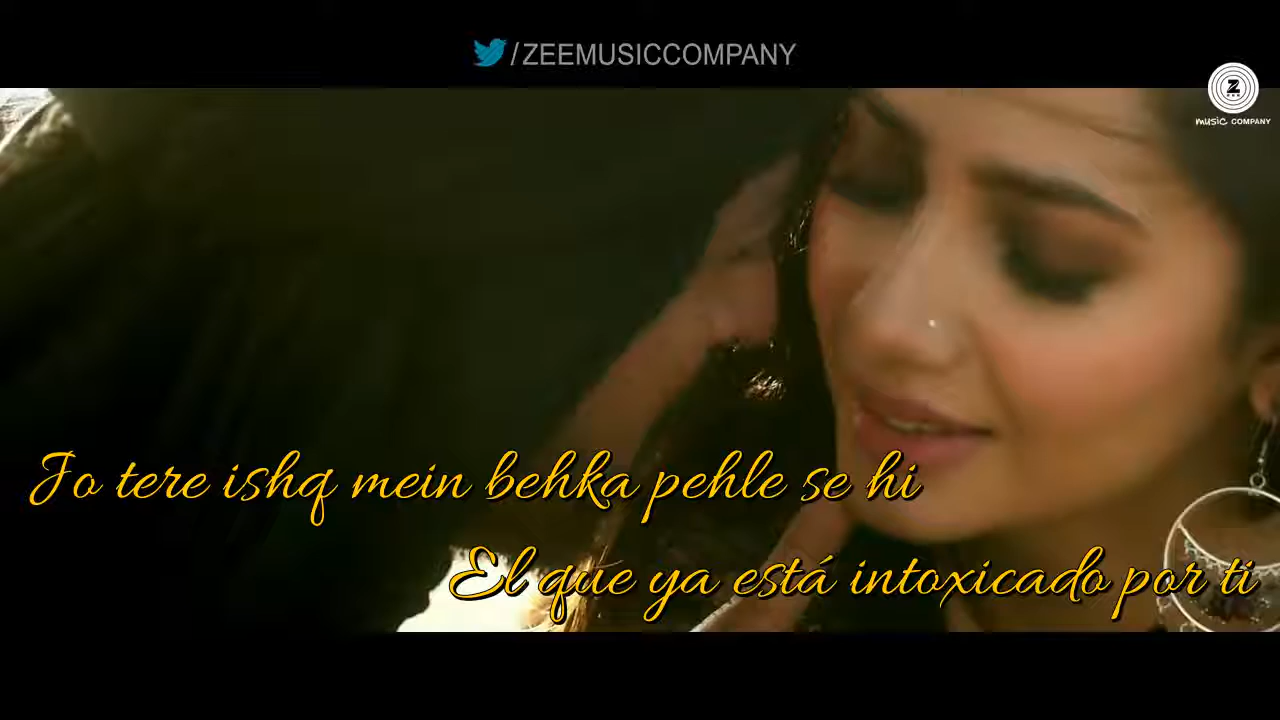 /ZEEMUSICCOMPANY
Z
music COMPANY
Jo tere ishq mein behka pehle se hi
El que ya está intoxicado por ti